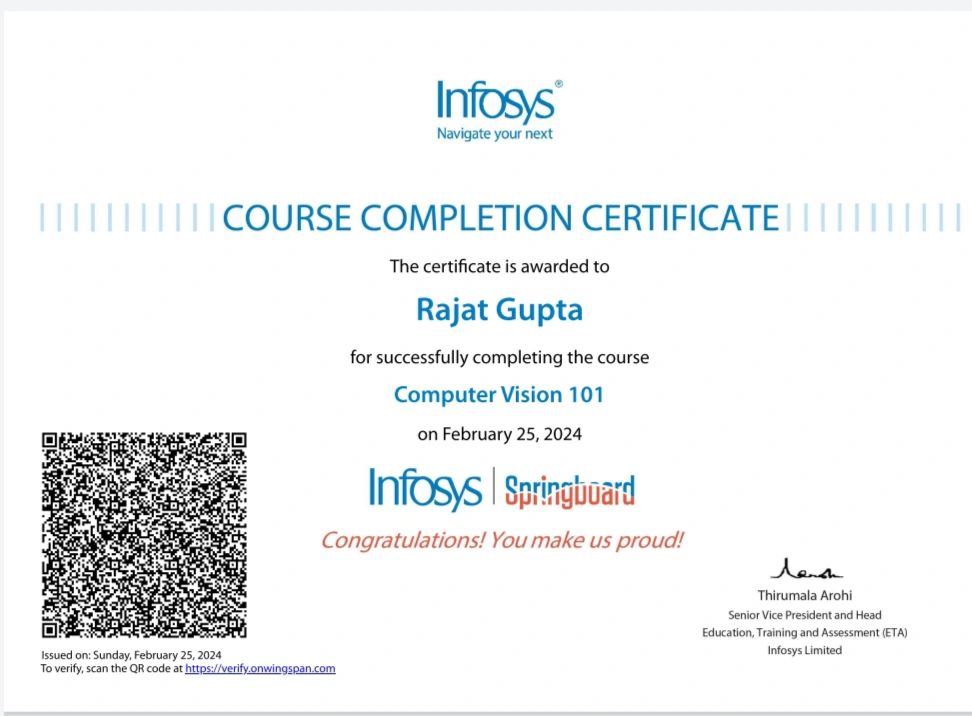 Infosys®
Navigate your next
COURSE COMPLETION CERTIFICATE
The certificate is awarded to
Rajat Gupta
for successfully completing the course
Computer Vision 101
on February 25, 2024
Infosys | Springboard
Congratulations! You make us proud!
Thirumala Arohi
Senior Vice President and Head
Education, Training and Assessment (ETA)
Infosys Limited
Issued on: Sunday, February 25, 2024
To verify, scan the QR code at https://verify.onwingspan.com